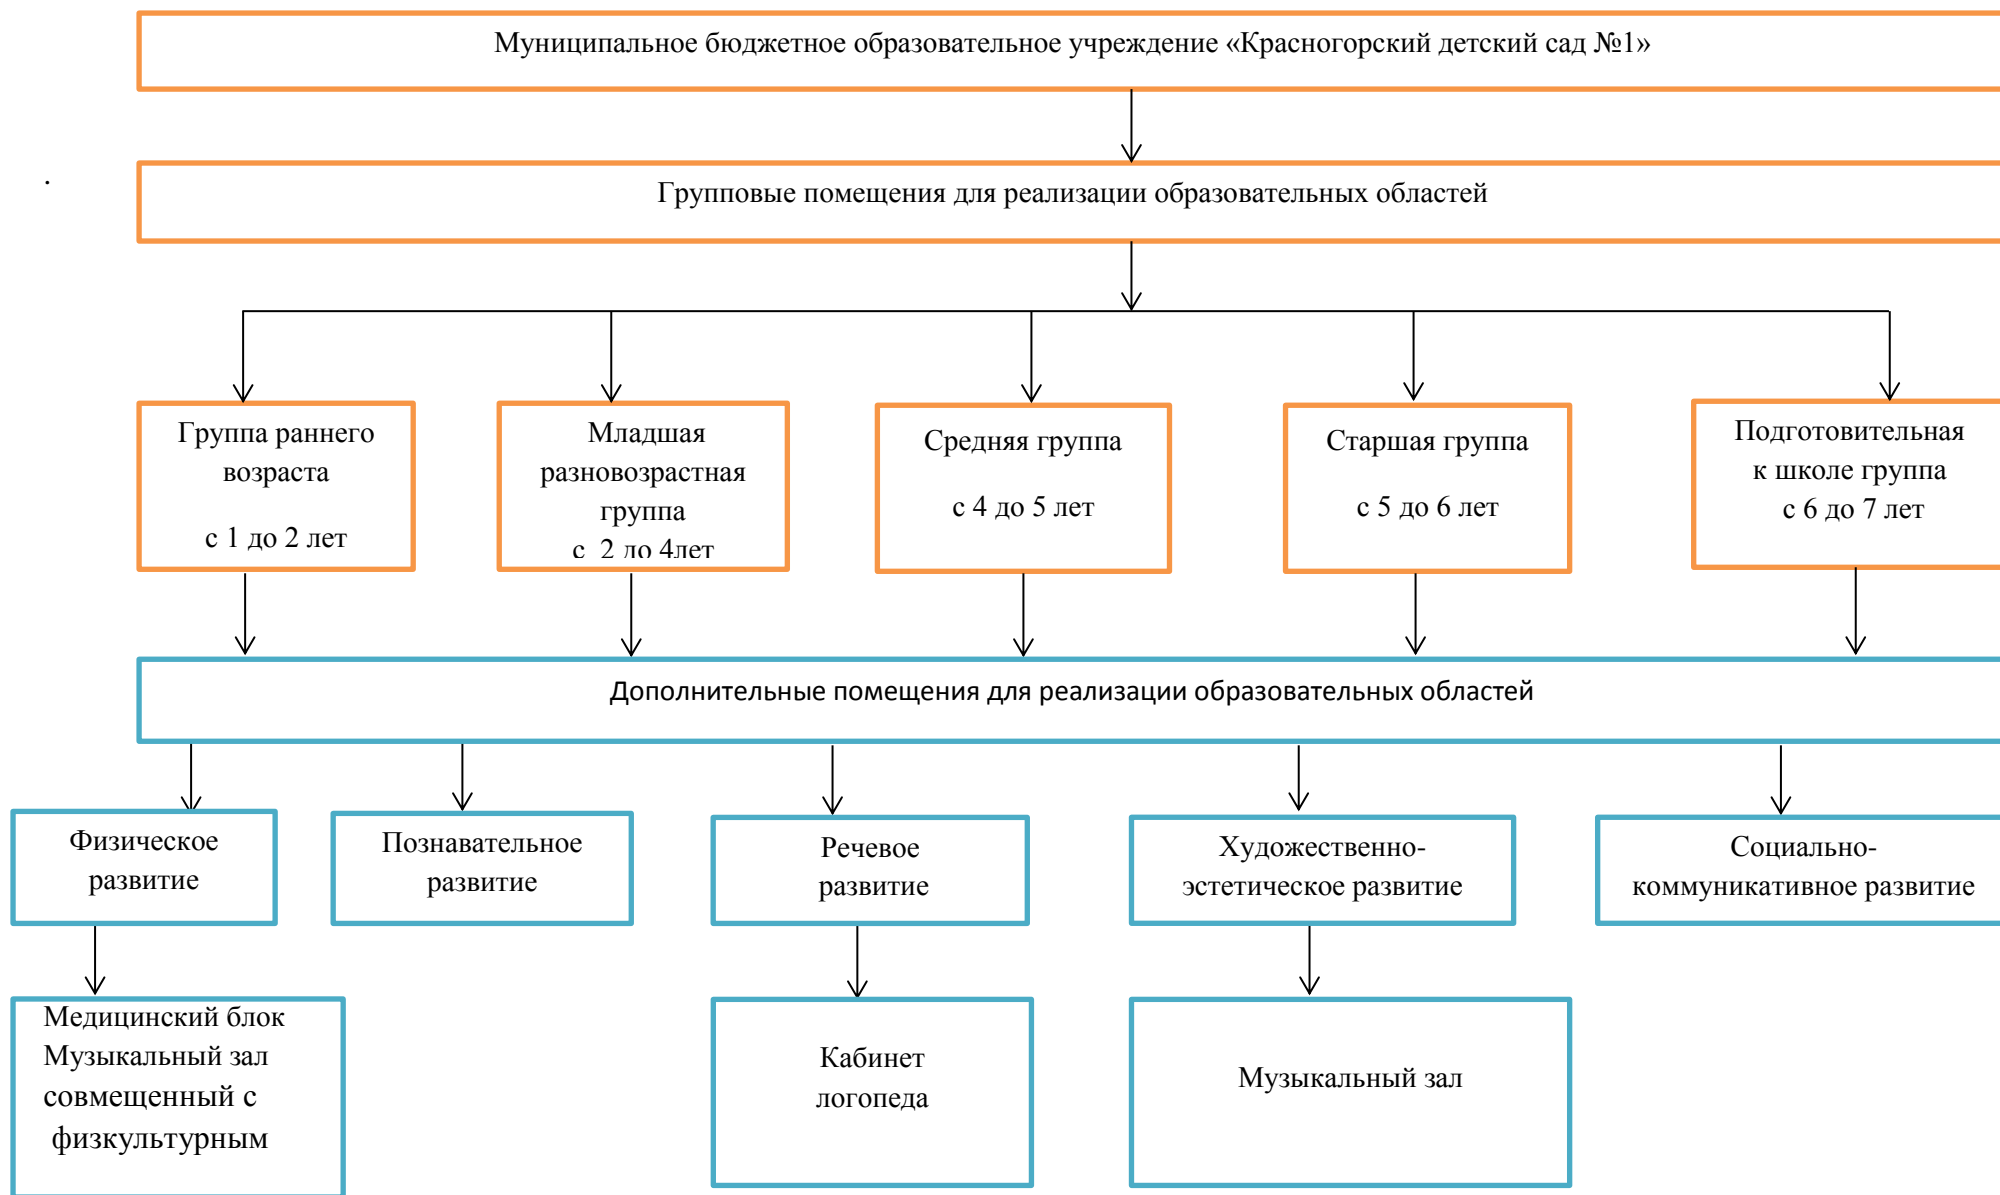 Муниципальное бюджетное образовательное учреждение «Красногорский детский сад №1»
.
Групповые помещения для реализации образовательных областей
Группа раннего
возраста
с 1 до 2 лет
Младшая
разновозрастная
группа
с 2 до 4лет
Средняя группа
с 4 до 5 лет
Старшая группа
с 5 до 6 лет
Подготовительная
к школе группа
с 6 до 7 лет
Дополнительные помещения для реализации образовательных областей
Физическое
развитие
Познавательное
развитие
Речевое
развитие
Художественно-
эстетическое развитие
Социально-
коммуникативное развитие
Медицинский блок
Музыкальный зал
совмещенный с
физкультурным
Кабинет
логопеда
Музыкальный зал